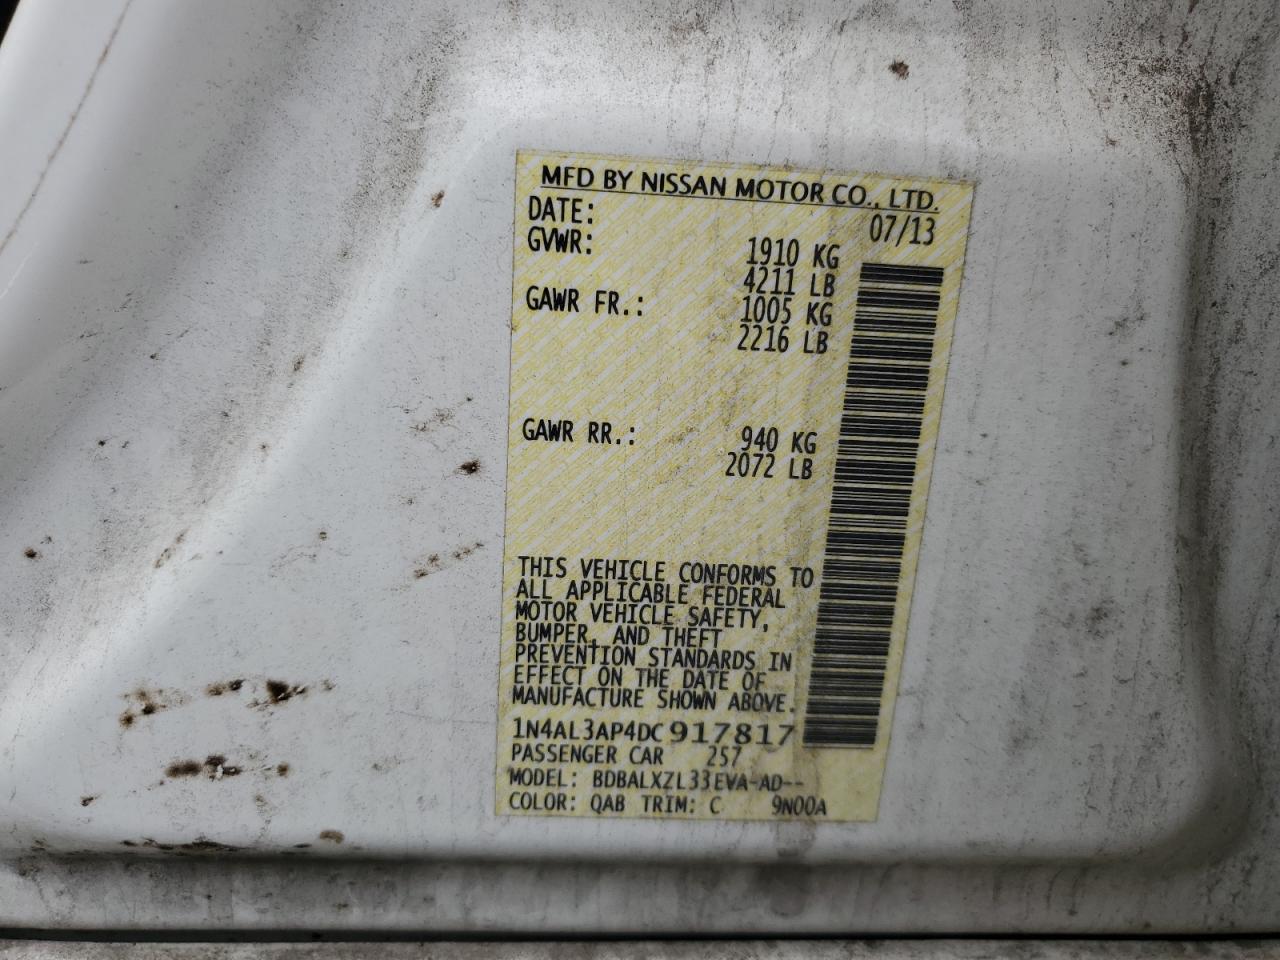 MFD BY NISSAN MOTOR CO., LTD.
DATE: 07/13
GVWR: 1910 KG
4211 LB
GAWR FR.: 1005 KG
2216 LB
GAWR RR.: 940 KG
2072 LB
THIS VEHICLE CONFORMS TO
ALL APPLICABLE FEDERAL
MOTOR VEHICLE SAFETY,
BUMPER, AND THEFT
PREVENTION STANDARDS IN
EFFECT ON THE DATE OF
MANUFACTURE SHOWN ABOVE.
1N4AL3AP4DC917817
PASSENGER CAR 257
MODEL: BDBALXZL33EVA-AD--
COLOR: QAB TRIM: C 9N00A